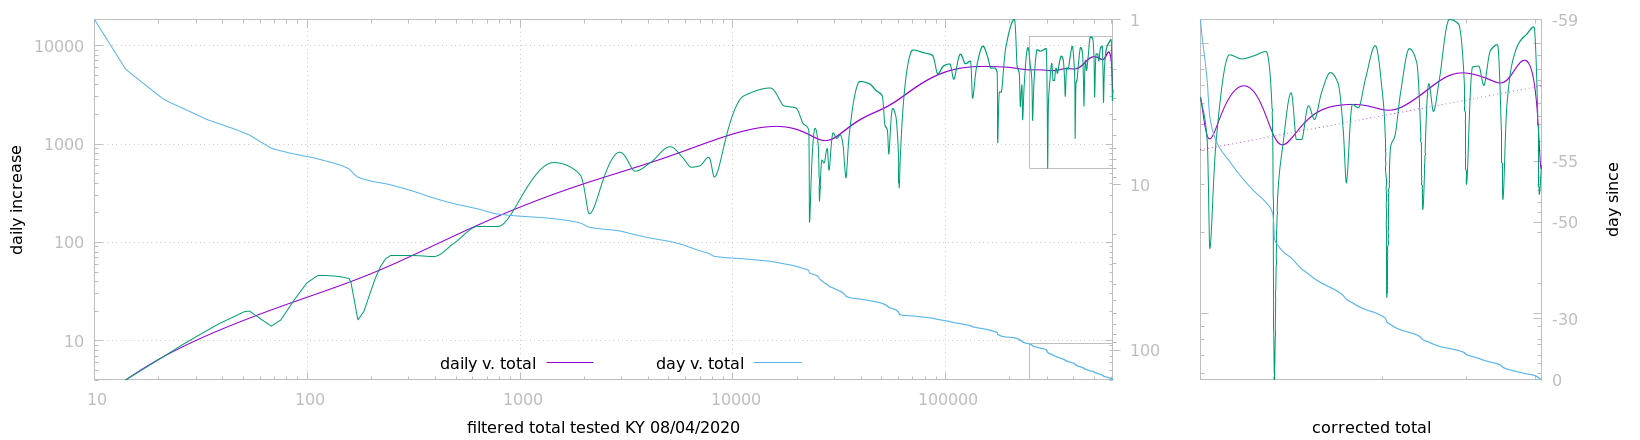 10000
1000
100
10
daily increase
10
100
1000
10000
100000
filtered total tested KY 08/04/2020
daily v. total
day v. total
1
10
100
-59
-55
-50
-30
0
day since
corrected total